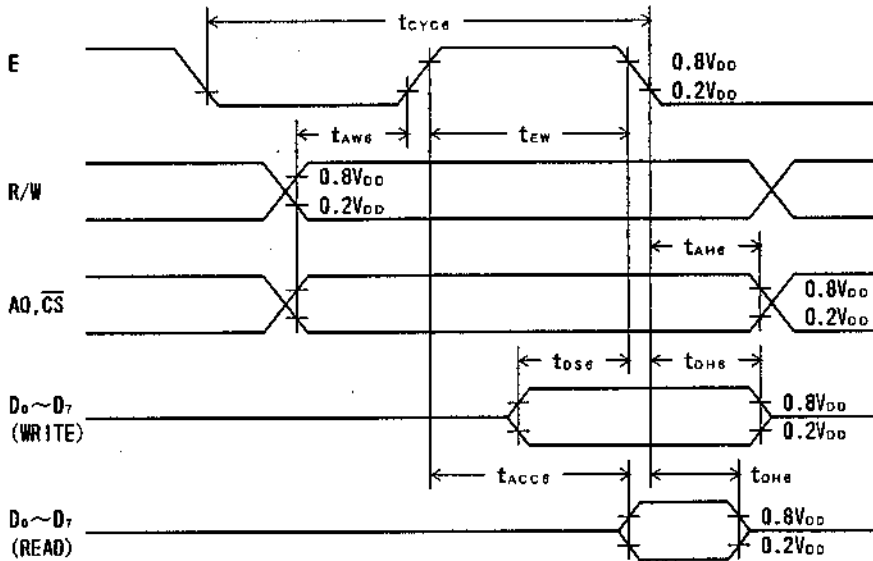 tCYC6
E
0.8VDD
0.2VDD
tAW6
tEW
R/W
0.8VDD
0.2VDD
tAH6
A0,CS
0.8VDD
0.2VDD
tDS6
tDH6
D0~D7
(WRITE)
0.8VDD
0.2VDD
tACC6
tOH6
D0~D7
(READ)
0.8VDD
0.2VDD